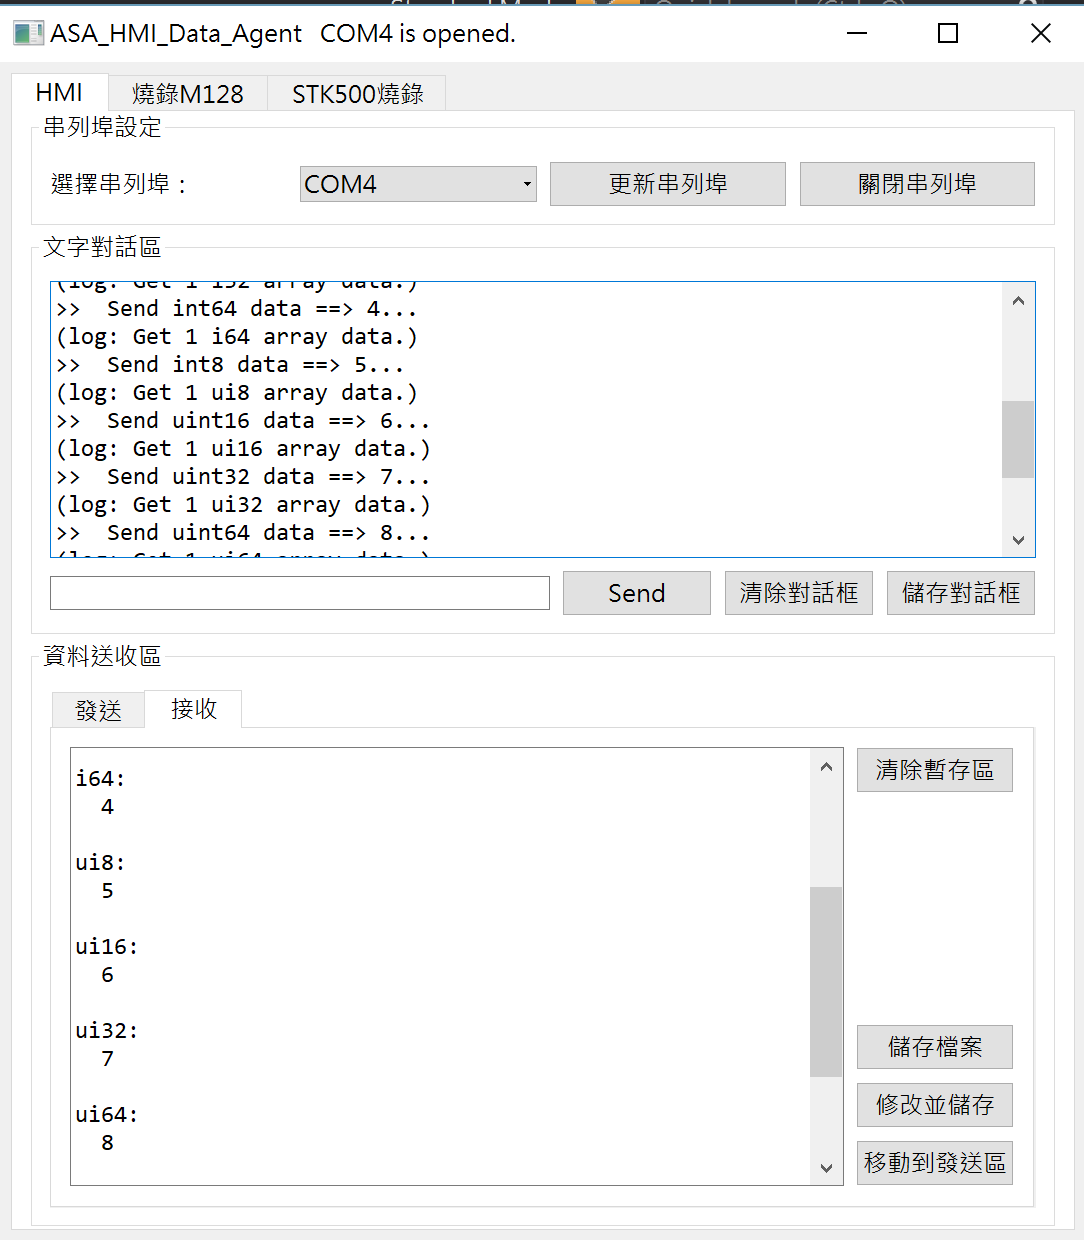 ASA_HMI_Data_Agent COM4 is opened.
HMI 燒錄M128 STK500燒錄
串列埠設定
選擇串列埠： COM4 更新串列埠 關閉串列埠
文字對話區
>>  Send int64 data ==> 4...
(log: Get 1 i64 array data.)
>>  Send int8 data ==> 5...
(log: Get 1 ui8 array data.)
>>  Send uint16 data ==> 6...
(log: Get 1 ui16 array data.)
>>  Send uint32 data ==> 7...
(log: Get 1 ui32 array data.)
>>  Send uint64 data ==> 8...
(log: Get 1 ui64 array data.)
Send 清除對話框 儲存對話框
資料送收區
發送 接收
清除暫存區
i64:
4
ui8:
5
ui16:
6
ui32:
7
ui64:
8
儲存檔案
修改並儲存
移動到發送區